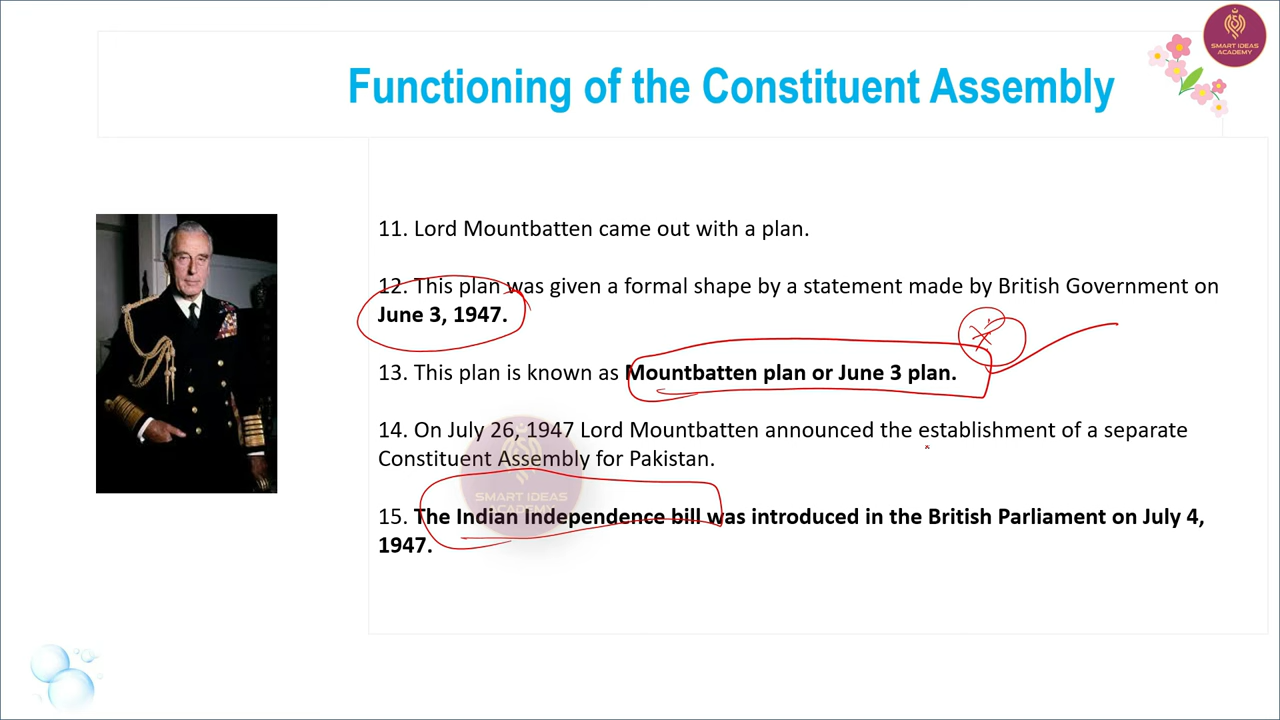 SMART IDEAS
ACADEMY
Functioning of the Constituent Assembly
11. Lord Mountbatten came out with a plan.
12. This plan was given a formal shape by a statement made by British Government on
June 3, 1947.
13. This plan is known as Mountbatten plan or June 3 plan.
14. On July 26, 1947 Lord Mountbatten announced the establishment of a separate
Constituent Assembly for Pakistan.
SMART IDEAS
ACADEMY
15. The Indian Independence bill was introduced in the British Parliament on July 4,
1947.